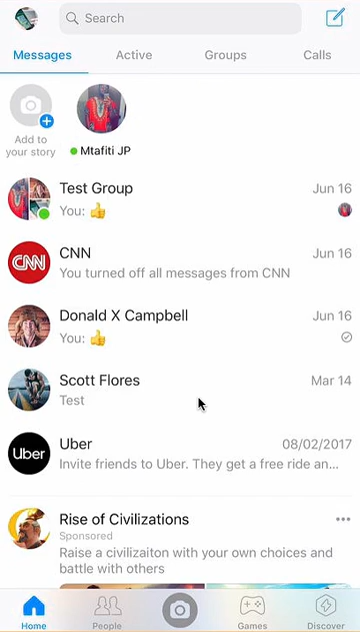 Search
Messages
Active
Groups
Calls
Add to
your story
Mtafiti JP
Test Group
Jun 16
You: 👍
CNN
CNN
Jun 16
You turned off all messages from CNN
Donald X Campbell
Jun 16
You: 👍
Scott Flores
Mar 14
Test
Uber
Uber
08/02/2017
Invite friends to Uber. They get a free ride an...
Rise of Civilizations
Sponsored
Raise a civilizaiton with your own choices and
battle with others
Home
People
Games
Discover